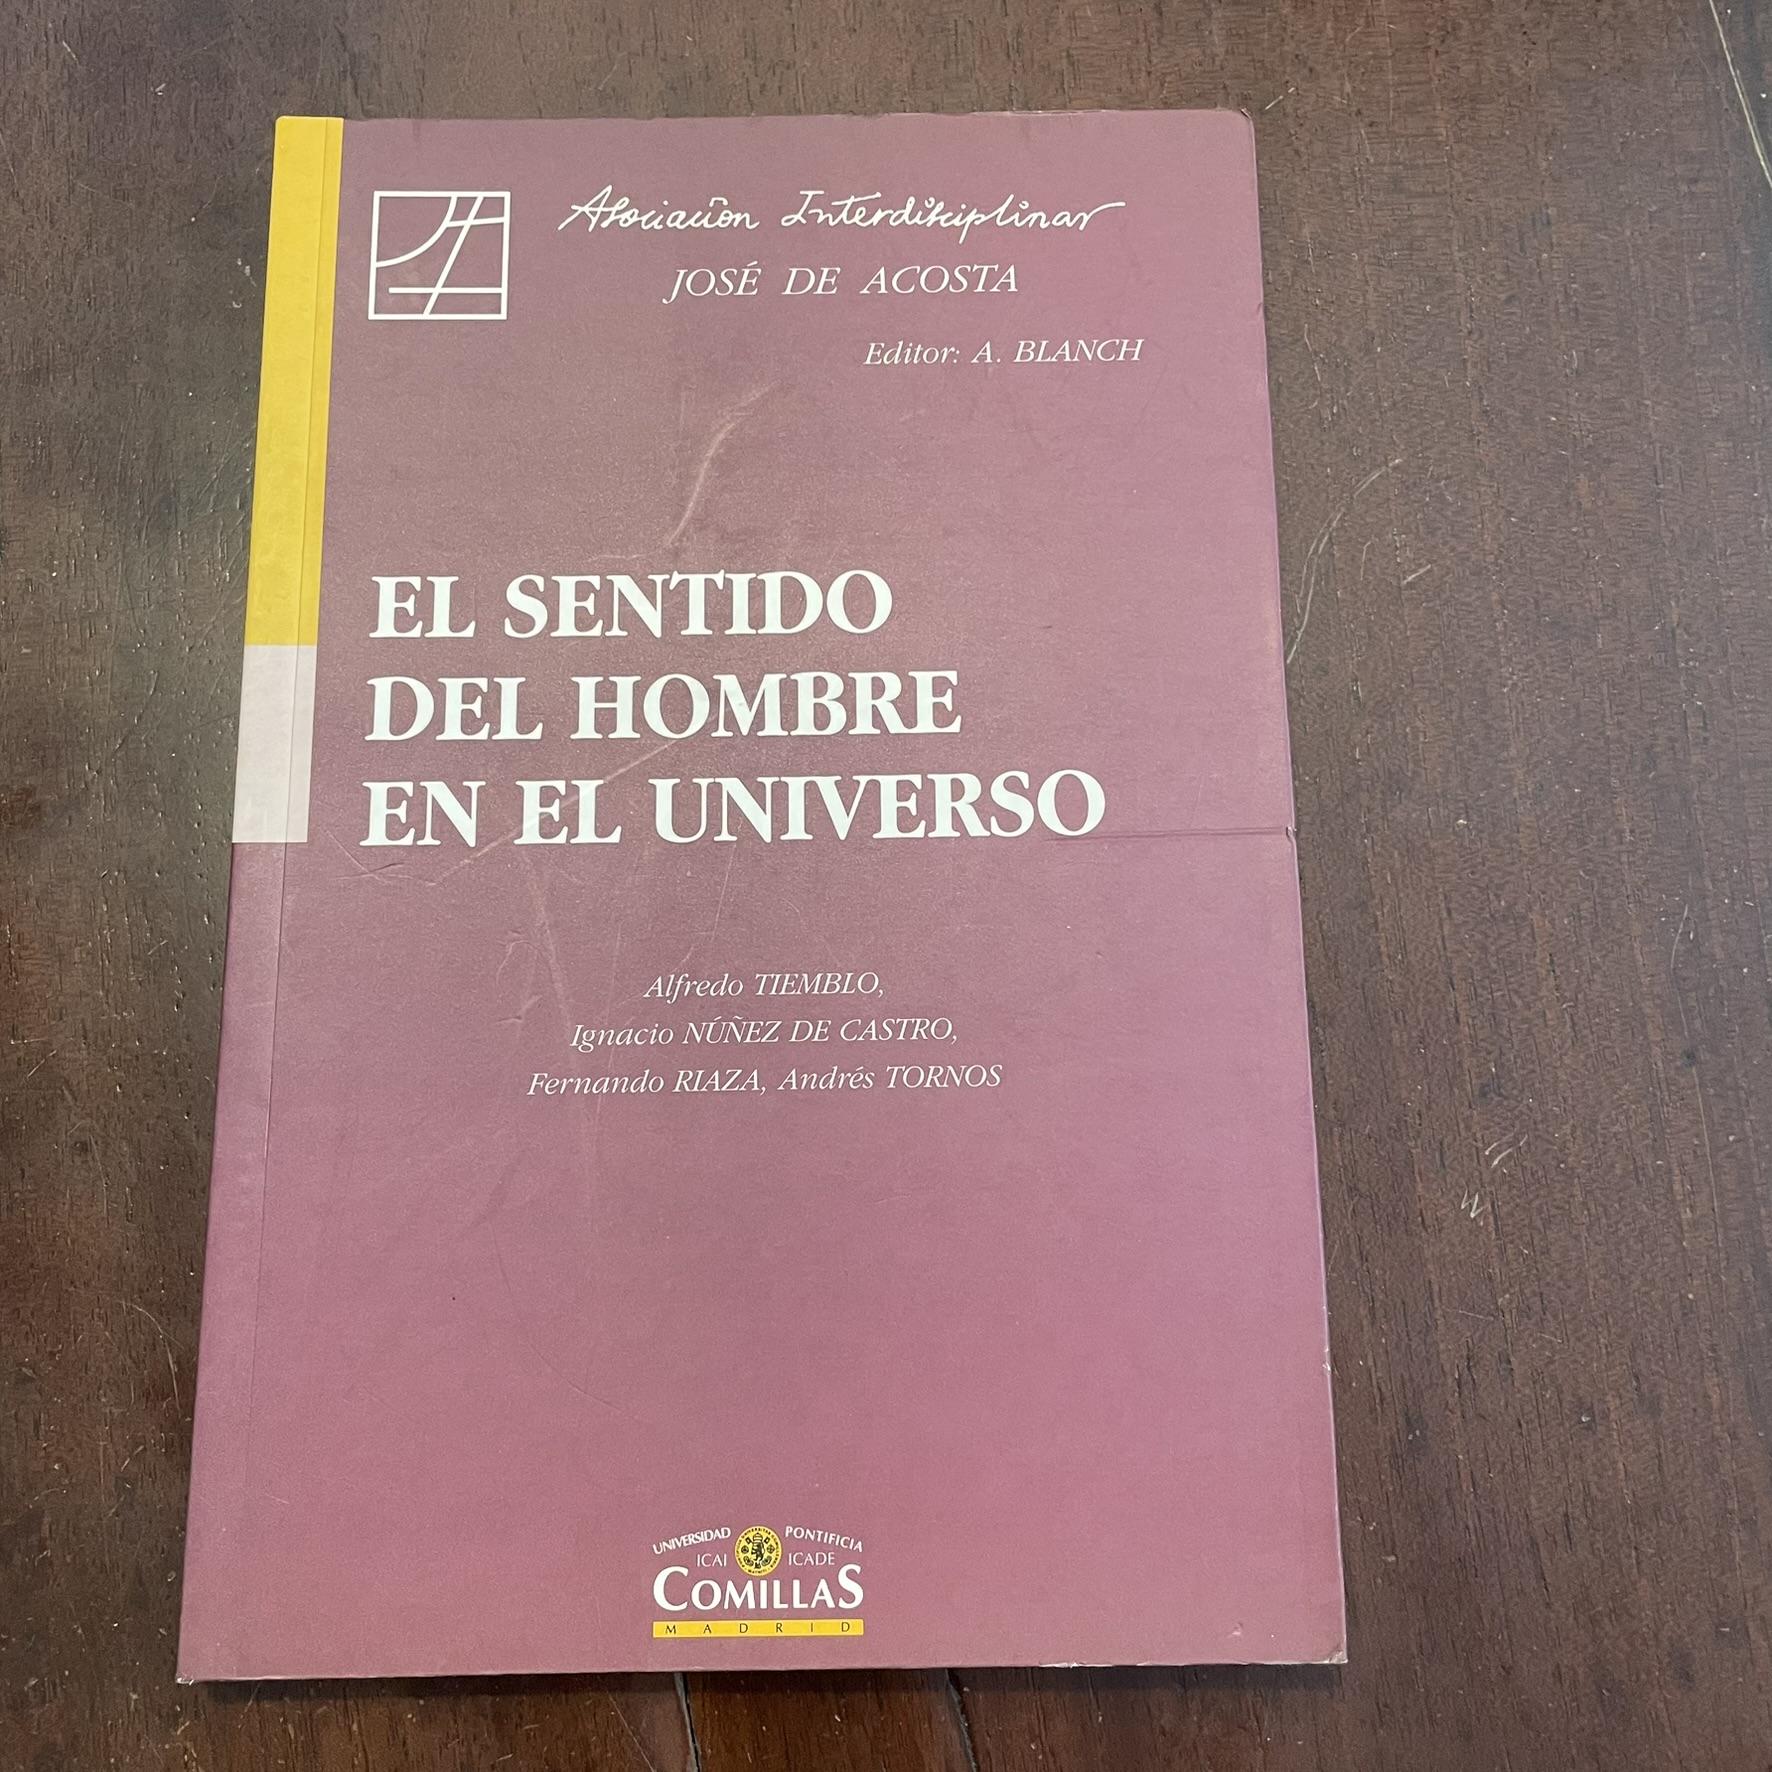 Asociación Interdisciplinar
JOSÉ DE ACOSTA
Editor: A. BLANCH
EL SENTIDO
DEL HOMBRE
EN EL UNIVERSO
Alfredo TIEMBLO,
Ignacio NÚÑEZ DE CASTRO,
Fernando RIAZA, Andrés TORNOS
UNIVERSIDAD PONTIFICIA
ICAI ICADE
COMILLAS
MADRID